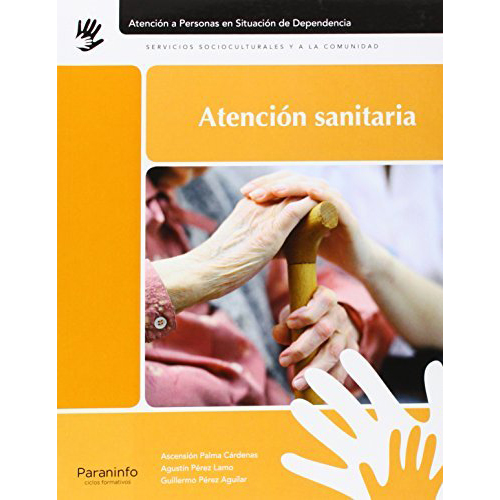 Atención a Personas en Situación de Dependencia
SERVICIOS SOCIOCULTURALES Y A LA COMUNIDAD
Atención sanitaria
Ascensión Palma Cárdenas
Agustín Pérez Lamo
Guillermo Pérez Aguilar
Paraninfo
ciclos formativos